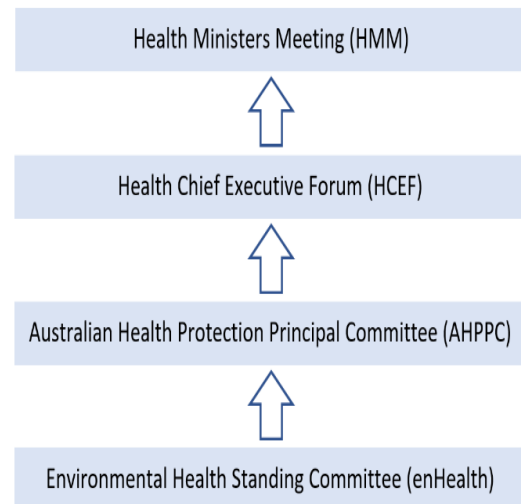 Health Ministers Meeting (HMM)
Health Chief Executive Forum (HCEF)
Australian Health Protection Principal Committee (AHPPC)
Environmental Health Standing Committee (enHealth)